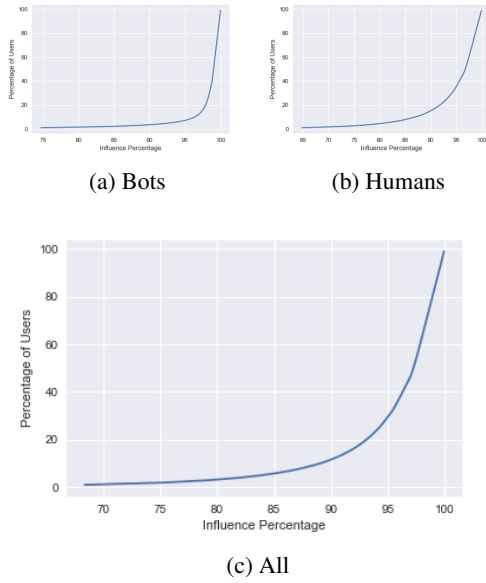 100
80
60
40
20
0
Percentage of Users
75 80 85 90 95 100
Influence Percentage
(a) Bots
100
80
60
40
20
0
Percentage of Users
65 70 75 80 85 90 95 100
Influence Percentage
(b) Humans
100
80
60
40
20
0
Percentage of Users
70 75 80 85 90 95 100
Influence Percentage
(c) All